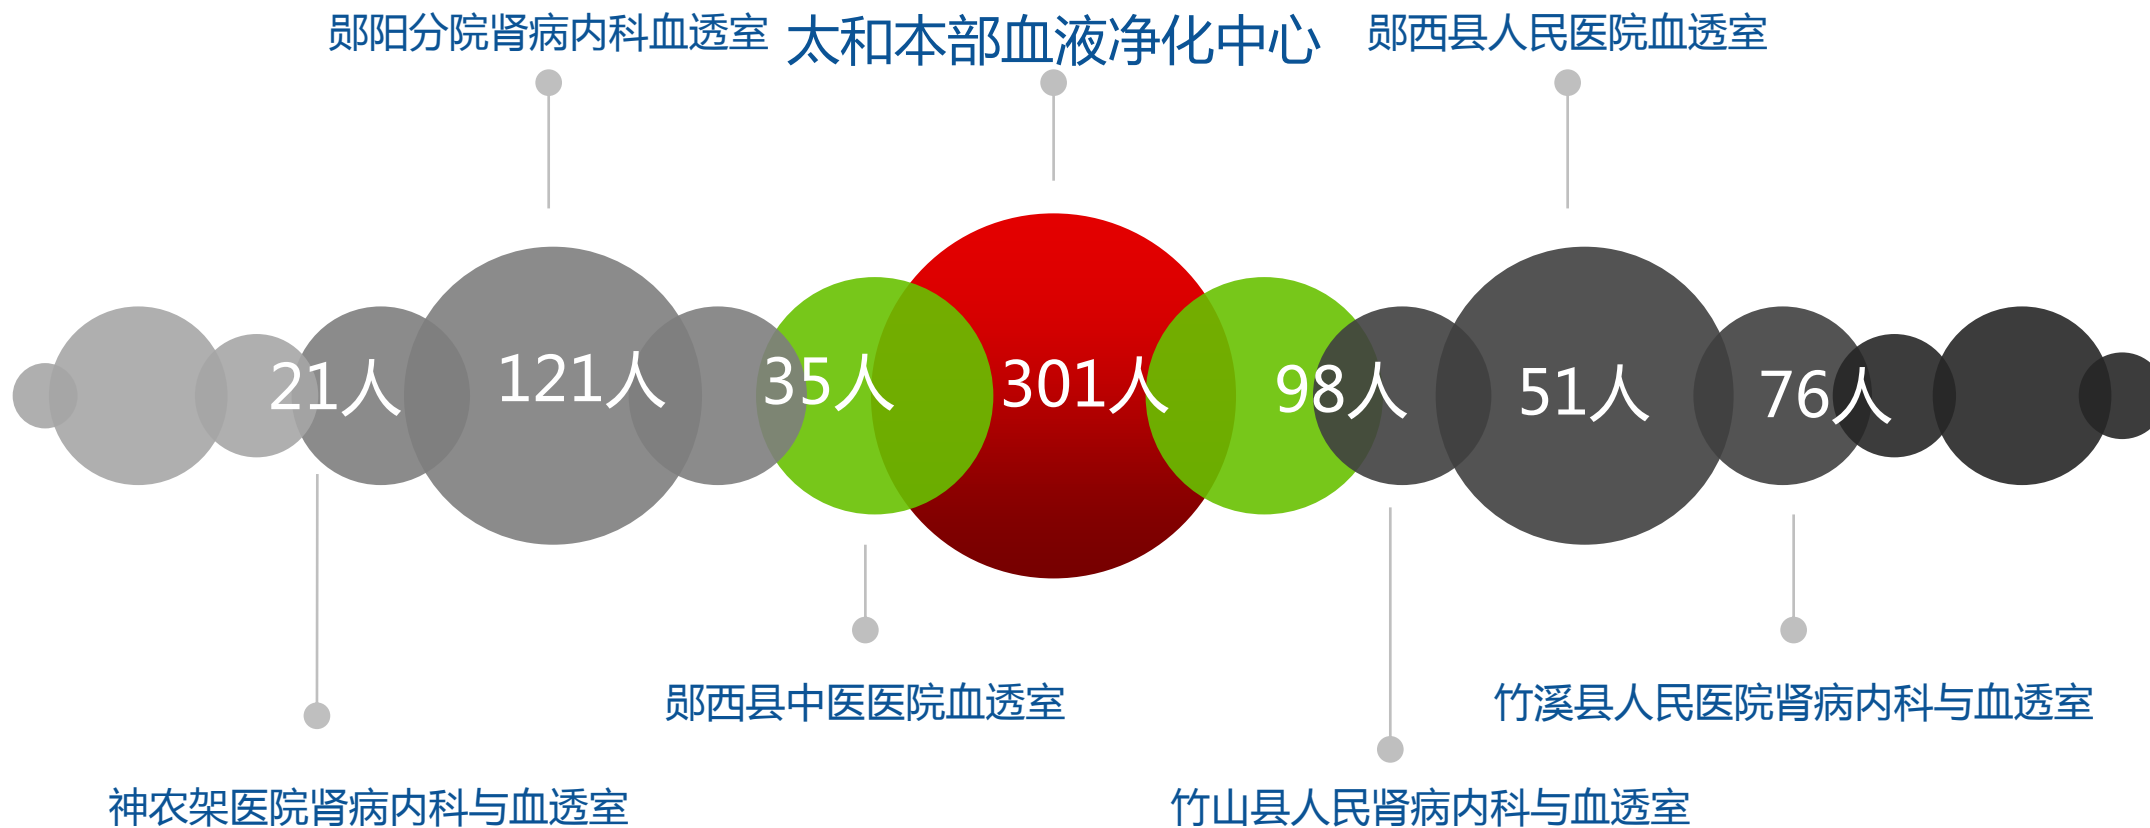 郧阳分院肾病内科血透室
太和本部血液净化中心
郧西县人民医院血透室
21人
121人
35人
301人
98人
51人
76人
郧西县中医医院血透室
竹溪县人民医院肾病内科与血透室
神农架医院肾病内科与血透室
竹山县人民肾病内科与血透室